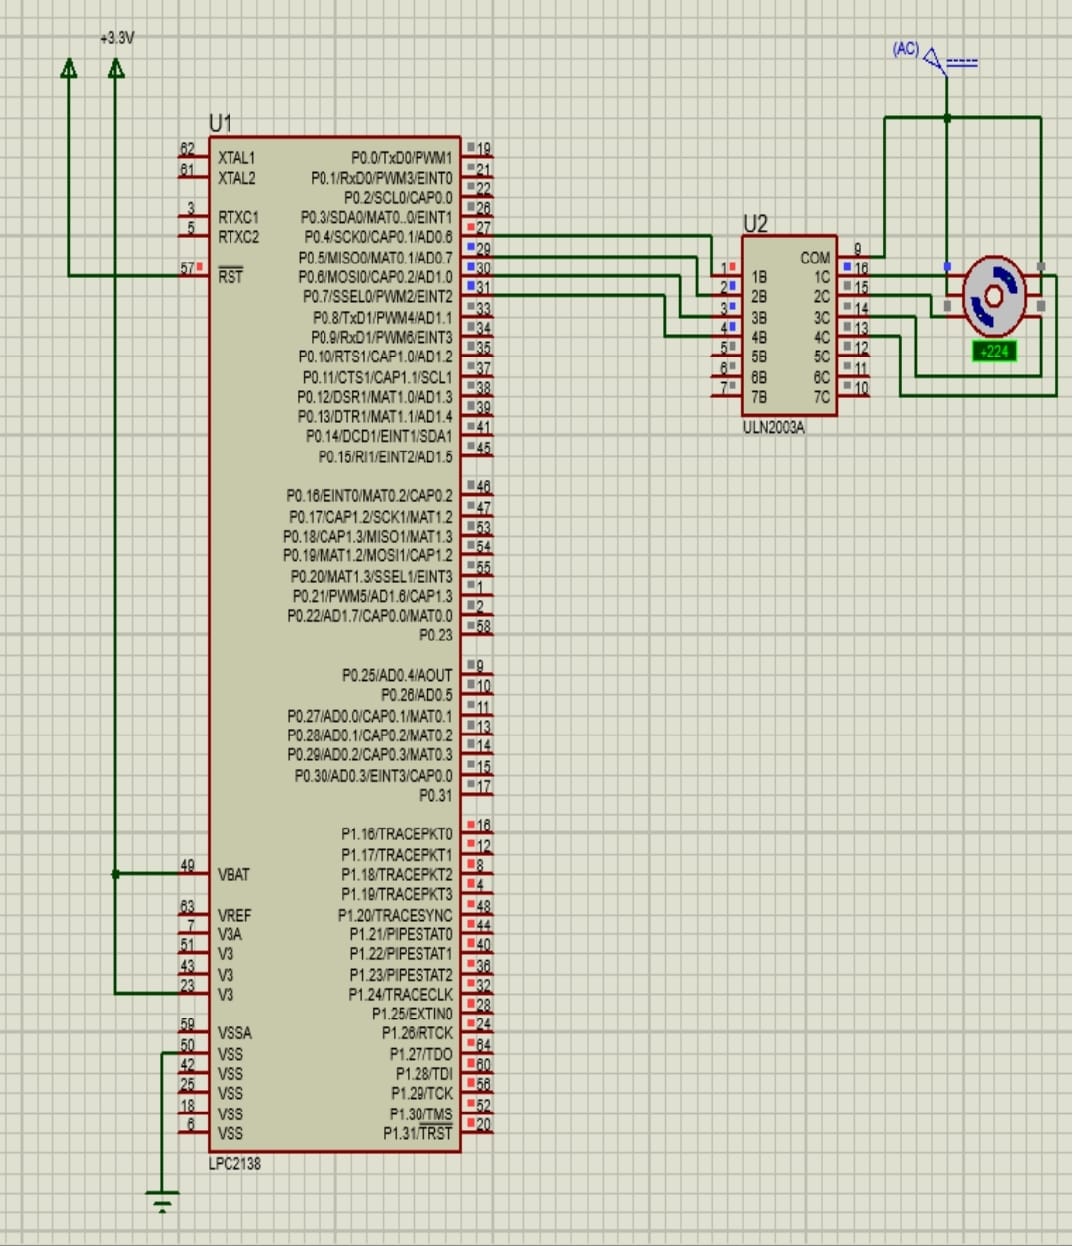 +3.3V
(AC)
U1
62 XTAL1 P0.0/TxD0/PWM1 19
61 XTAL2 P0.1/RxD0/PWM3/EINT0 21
P0.2/SCL0/CAP0.0 22
3 RTXC1 P0.3/SDA0/MAT0..0/EINT1 26
5 RTXC2 P0.4/SCK0/CAP0.1/AD0.6 27
P0.5/MISO0/MAT0.1/AD0.7 29
57 RST P0.6/MOSI0/CAP0.2/AD1.0 30
P0.7/SSEL0/PWM2/EINT2 31
P0.8/TxD1/PWM4/AD1.1 33
P0.9/RxD1/PWM6/EINT3 34
P0.10/RTS1/CAP1.0/AD1.2 35
P0.11/CTS1/CAP1.1/SCL1 37
P0.12/DSR1/MAT1.0/AD1.3 38
P0.13/DTR1/MAT1.1/AD1.4 39
P0.14/DCD1/EINT1/SDA1 41
P0.15/RI1/EINT2/AD1.5 45
P0.16/EINT0/MAT0.2/CAP0.2 46
P0.17/CAP1.2/SCK1/MAT1.2 47
P0.18/CAP1.3/MISO1/MAT1.3 53
P0.19/MAT1.2/MOSI1/CAP1.2 54
P0.20/MAT1.3/SSEL1/EINT3 55
P0.21/PWM5/AD1.6/CAP1.3 1
P0.22/AD1.7/CAP0.0/MAT0.0 2
P0.23 58
P0.25/AD0.4/AOUT 9
P0.26/AD0.5 10
P0.27/AD0.0/CAP0.1/MAT0.1 11
P0.28/AD0.1/CAP0.2/MAT0.2 13
P0.29/AD0.2/CAP0.3/MAT0.3 14
P0.30/AD0.3/EINT3/CAP0.0 15
P0.31 17
P1.16/TRACEPKT0 16
P1.17/TRACEPKT1 12
49 VBAT P1.18/TRACEPKT2 8
P1.19/TRACEPKT3 4
63 VREF P1.20/TRACESYNC 48
7 V3A P1.21/PIPESTAT0 44
51 V3 P1.22/PIPESTAT1 40
43 V3 P1.23/PIPESTAT2 36
23 V3 P1.24/TRACECLK 32
P1.25/EXTIN0 28
59 VSSA P1.26/RTCK 24
50 VSS P1.27/TDO 64
42 VSS P1.28/TDI 60
25 VSS P1.29/TCK 56
18 VSS P1.30/TMS 52
6 VSS P1.31/TRST 20
LPC2138
U2
COM 9
1 1B 1C 16
2 2B 2C 15
3 3B 3C 14
4 4B 4C 13
5 5B 5C 12
6 6B 6C 11
7 7B 7C 10
ULN2003A
+224